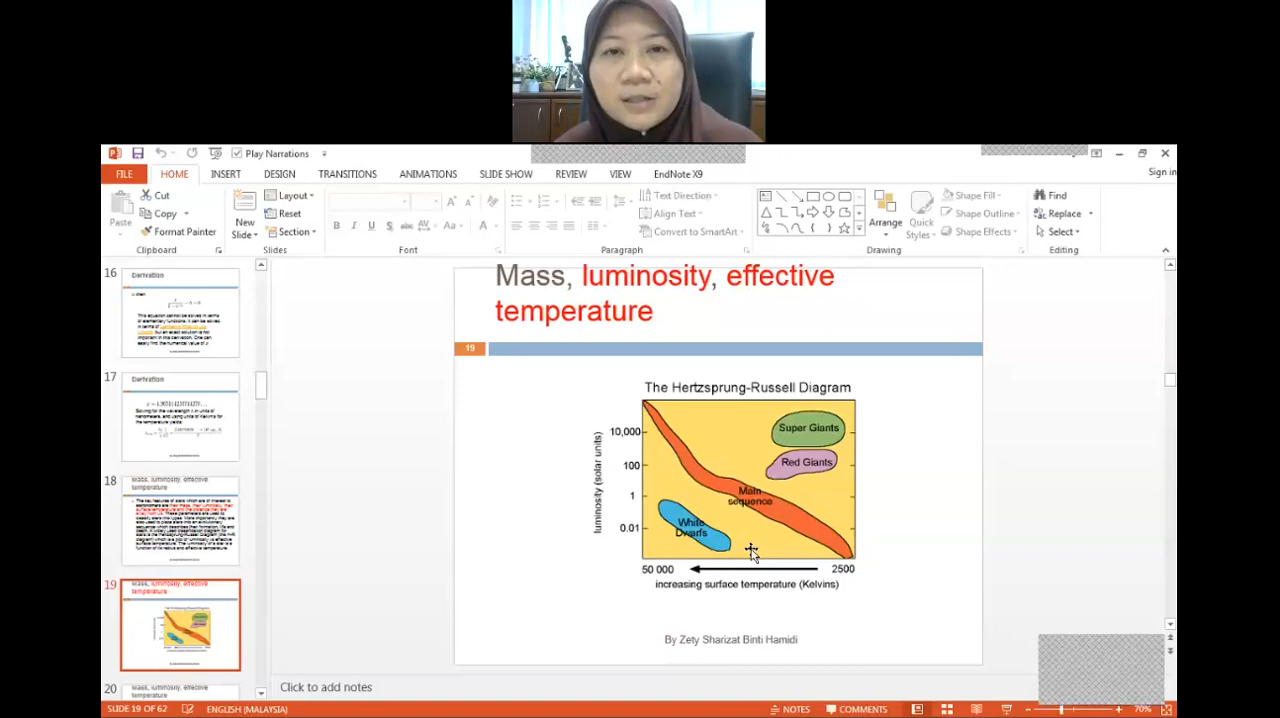 Play Narrations
FILE HOME INSERT DESIGN TRANSITIONS ANIMATIONS SLIDE SHOW REVIEW VIEW EndNote X9 Sign in
Paste
Cut
Copy
Format Painter
Clipboard
New
Slide
Layout
Reset
Section
Slides
B I U S abc AV Aa A
Font
Text Direction
Align Text
Convert to SmartArt
Paragraph
Arrange
Quick
Styles
Shape Fill
Shape Outline
Shape Effects
Drawing
Find
Replace
Select
Editing
16
Derivation
17
Derivation
18
Mass, luminosity, effective
temperature
19
Mass, luminosity, effective
temperature
20
Mass, luminosity, effective
temperature
Mass, luminosity, effective
temperature
19
The Hertzsprung-Russell Diagram
luminosity (solar units)
10,000
100
1
0.01
Super Giants
Red Giants
Main
sequence
White
Dwarfs
50 000 2500
increasing surface temperature (Kelvins)
By Zety Sharizat Binti Hamidi
Click to add notes
SLIDE 19 OF 62 ENGLISH (MALAYSIA) NOTES COMMENTS 70%